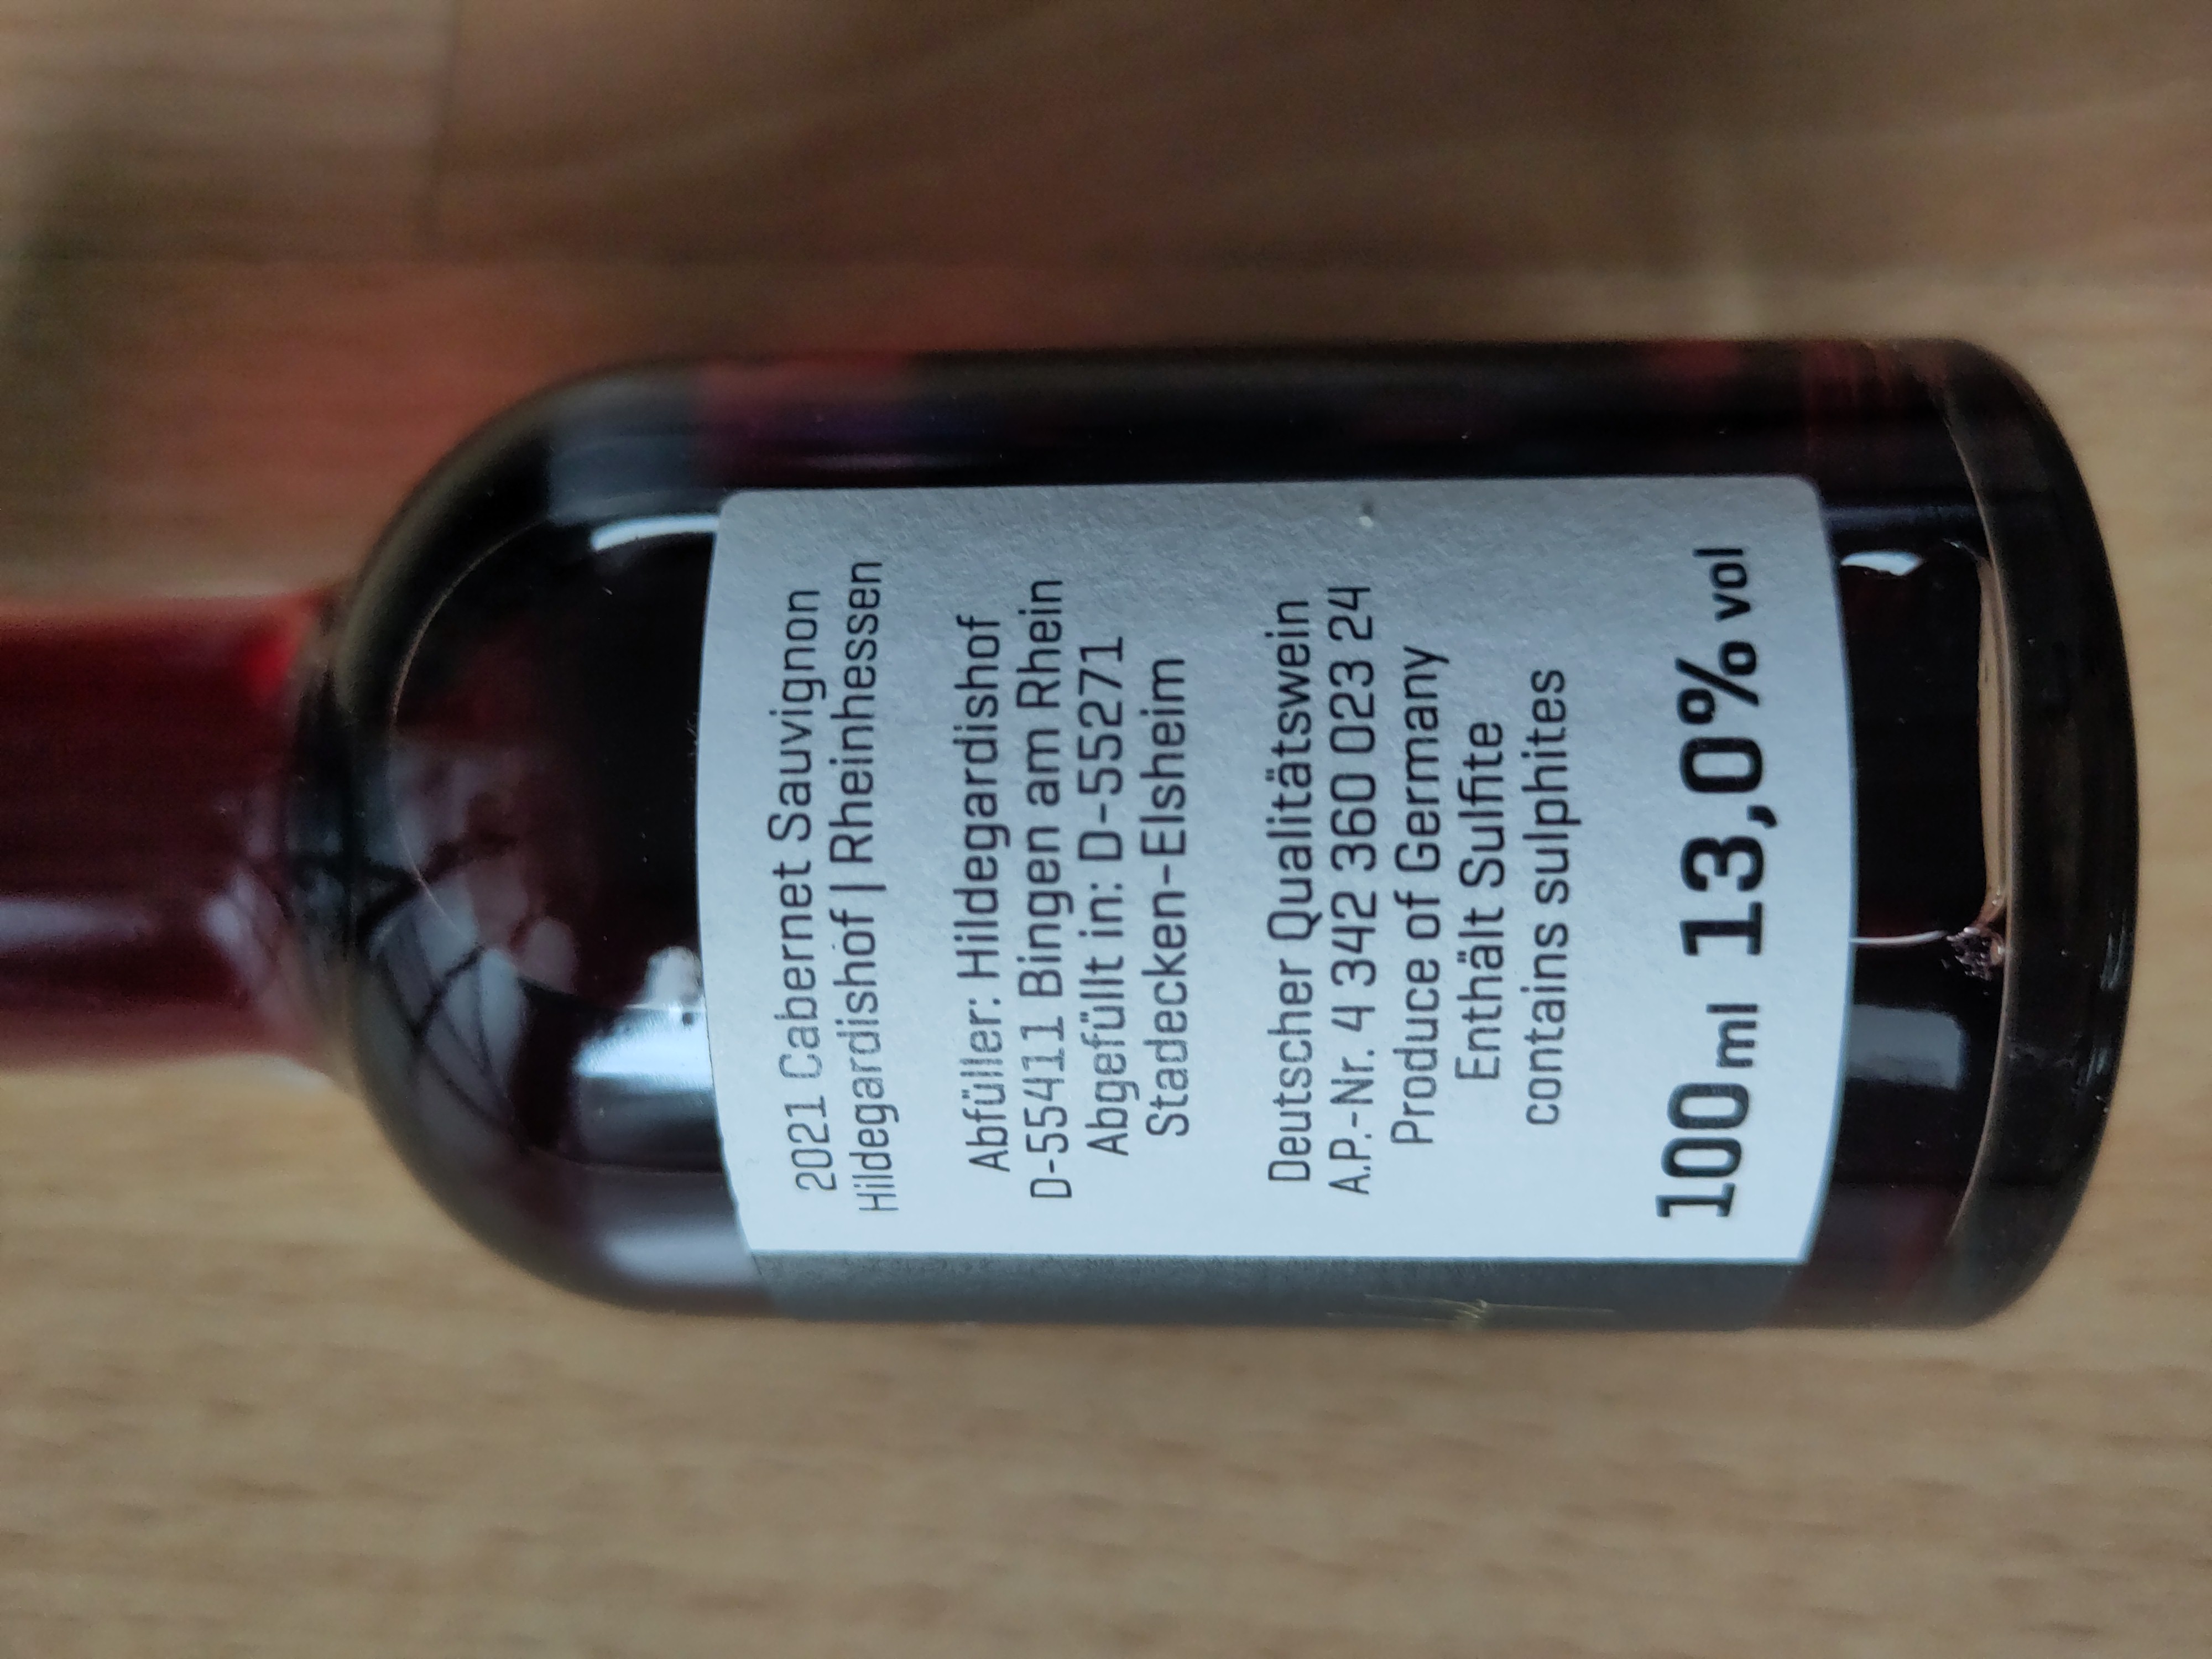 2021 Cabernet Sauvignon
Hildegardishof | Rheinhessen
Abfüller: Hildegardishof
D-55411 Bingen am Rhein
Abgefüllt in: D-55271
Stadecken-Elsheim
Deutscher Qualitätswein
A.P.-Nr. 4 342 360 023 24
Produce of Germany
Enthält Sulfite
contains sulphites
100 ml 13,0% vol